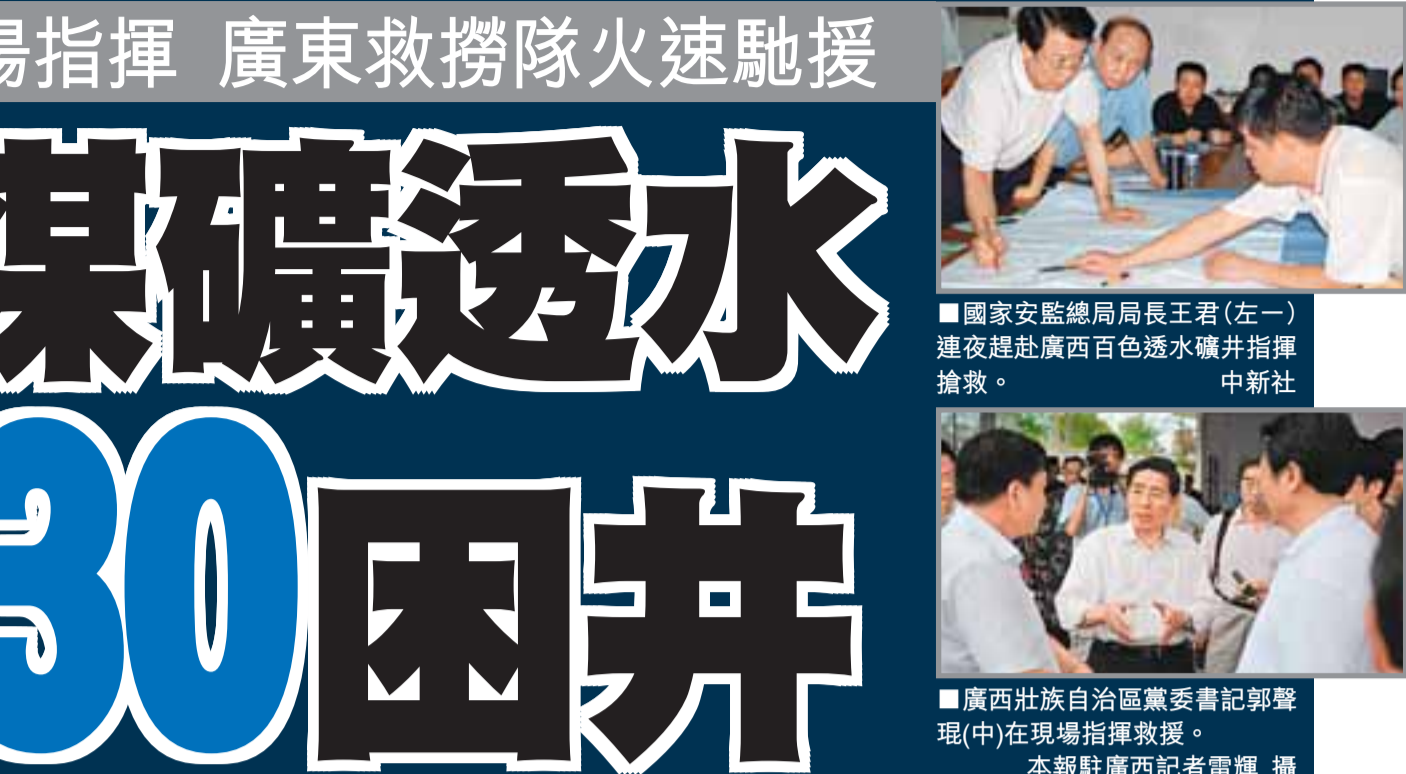 場指揮 廣東救撈隊火速馳援
煤礦透水
30困井
■國家安監總局局長王君(左一)
連夜趕赴廣西百色透水礦井指揮
搶救。 中新社
■廣西壯族自治區黨委書記郭聲
琨(中)在現場指揮救援。
本報駐廣西記者雷輝 攝